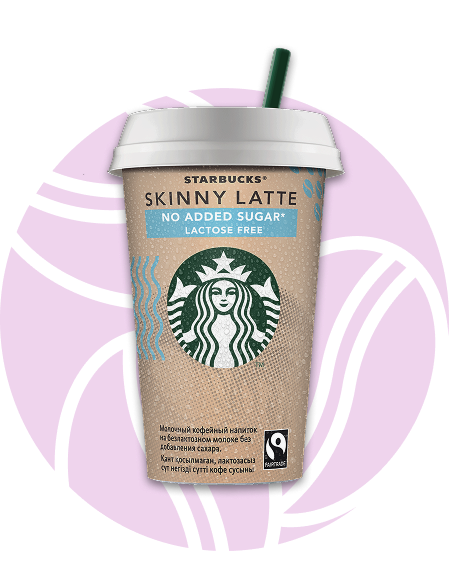 STARBUCKS®
SKINNY LATTE
NO ADDED SUGAR*
LACTOSE FREE
Молочный кофейный напиток
на безлактозном молоке без
добавления сахара.
Қант қосылмаған, лактозасыз
сүт негізді сүтті кофе сусыны.
FAIRTRADE